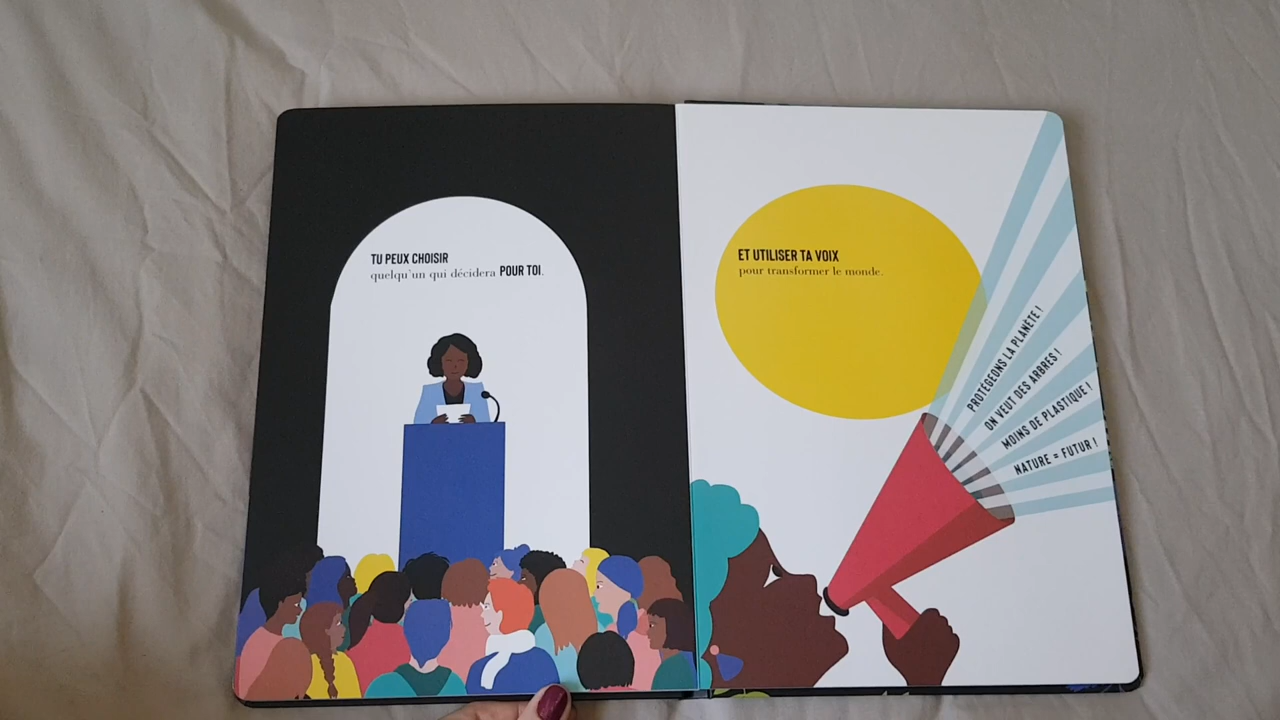 TU PEUX CHOISIR
quelqu'un qui décidera POUR TOI.
ET UTILISER TA VOIX
pour transformer le monde.
PROTÉGEONS LA PLANÈTE !
ON VEUT DES ARBRES !
MOINS DE PLASTIQUE !
NATURE = FUTUR !